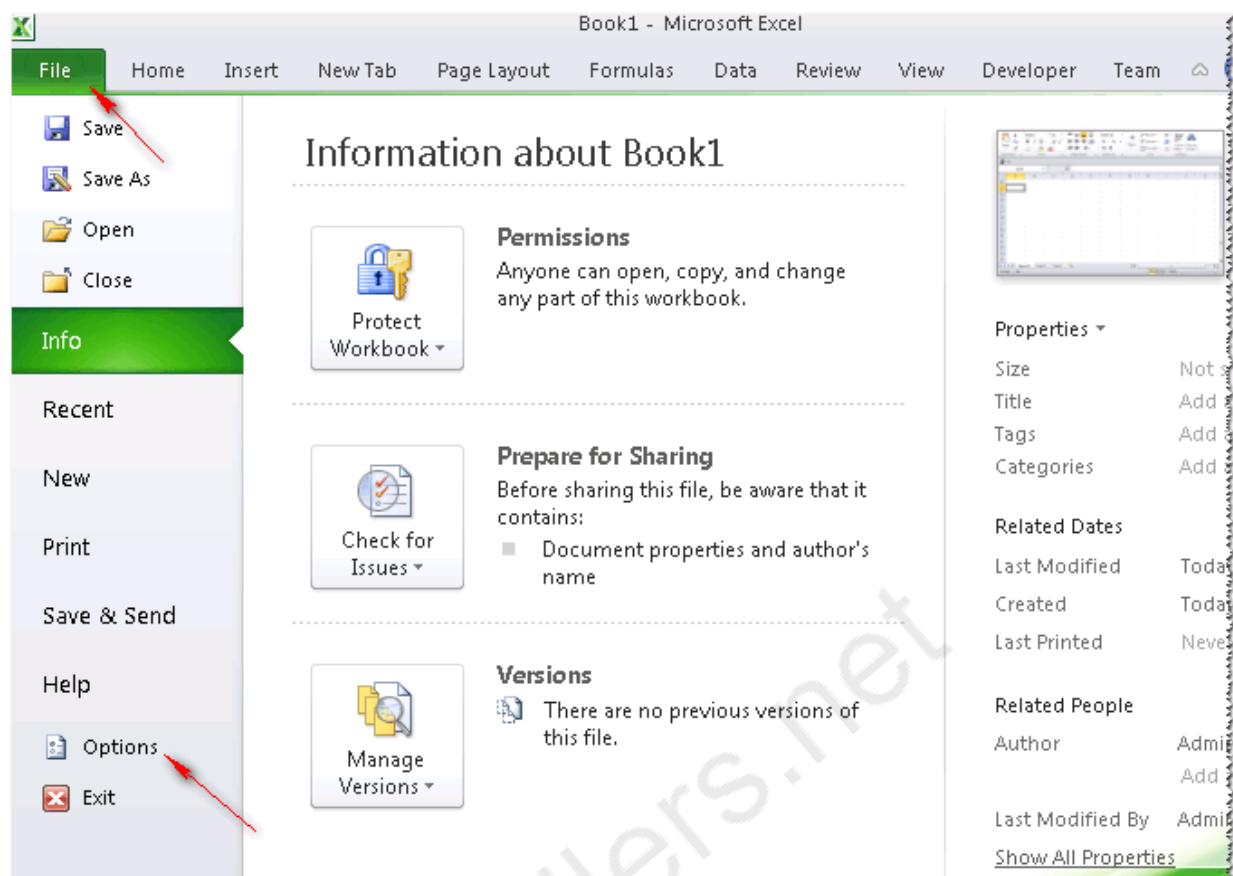 Book1 - Microsoft Excel
File Home Insert New Tab Page Layout Formulas Data Review View Developer Team
Save
Save As
Open
Close
Info
Recent
New
Print
Save & Send
Help
Options
Exit
Information about Book1
Protect
Workbook
Permissions
Anyone can open, copy, and change
any part of this workbook.
Check for
Issues
Prepare for Sharing
Before sharing this file, be aware that it
contains:
Document properties and author's
name
Manage
Versions
Versions
There are no previous versions of
this file.
Properties
Size Not
Title Add
Tags Add
Categories Add
Related Dates
Last Modified
Created
Last Printed
Related People
Author
Add
Last Modified By
Show All Properties